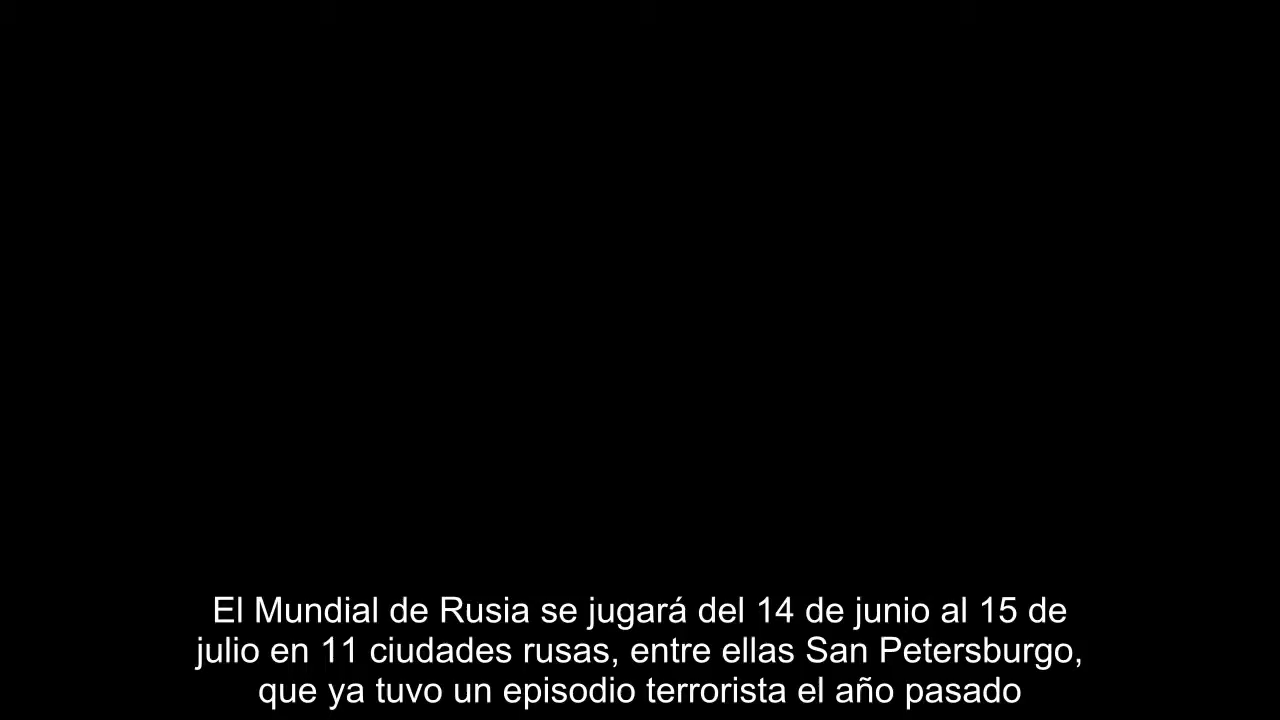 El Mundial de Rusia se jugará del 14 de junio al 15 de
julio en 11 ciudades rusas, entre ellas San Petersburgo,
que ya tuvo un episodio terrorista el año pasado